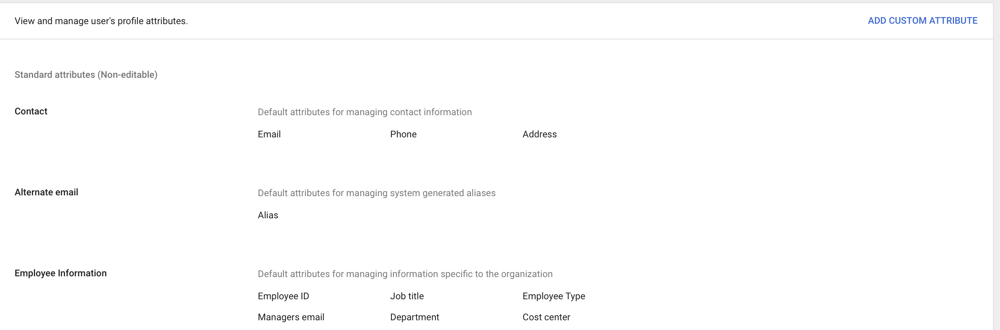 View and manage user's profile attributes.
ADD CUSTOM ATTRIBUTE
Standard attributes (Non-editable)
Contact
Default attributes for managing contact information
Email Phone Address
Alternate email
Default attributes for managing system generated aliases
Alias
Employee Information
Default attributes for managing information specific to the organization
Employee ID Job title Employee Type
Managers email Department Cost center